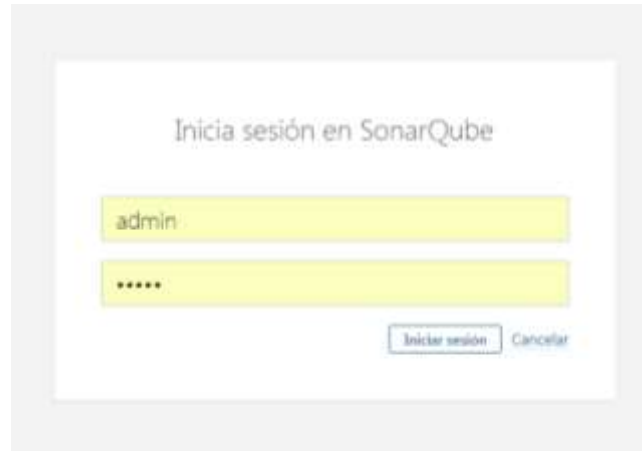 Inicia sesión en SonarQube
admin
•••••
Iniciar sesión Cancelar